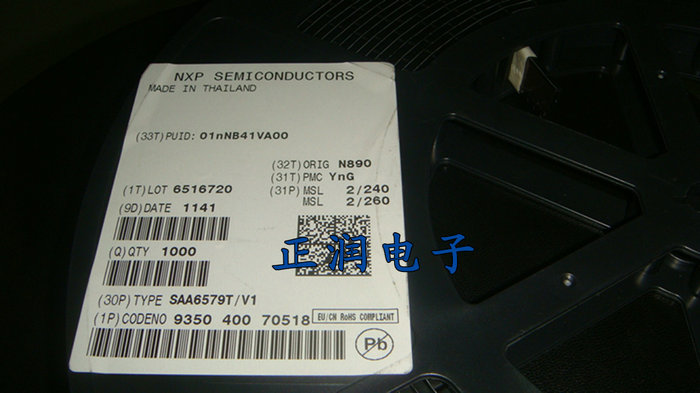 NXP SEMICONDUCTORS
MADE IN THAILAND
(33T)PUID: 01nNB41VA00
(32T) ORIG N890
(31T) PMC YnG
(1T) LOT 6516720 (31P) MSL 2/240
MSL 2/260
(9D) DATE 1141
正润电子
(Q) QTY 1000
(30P) TYPE SAA6579T/V1
(1P) CODENO 9350 400 70518 EU/CN RoHS COMPLIANT
Pb